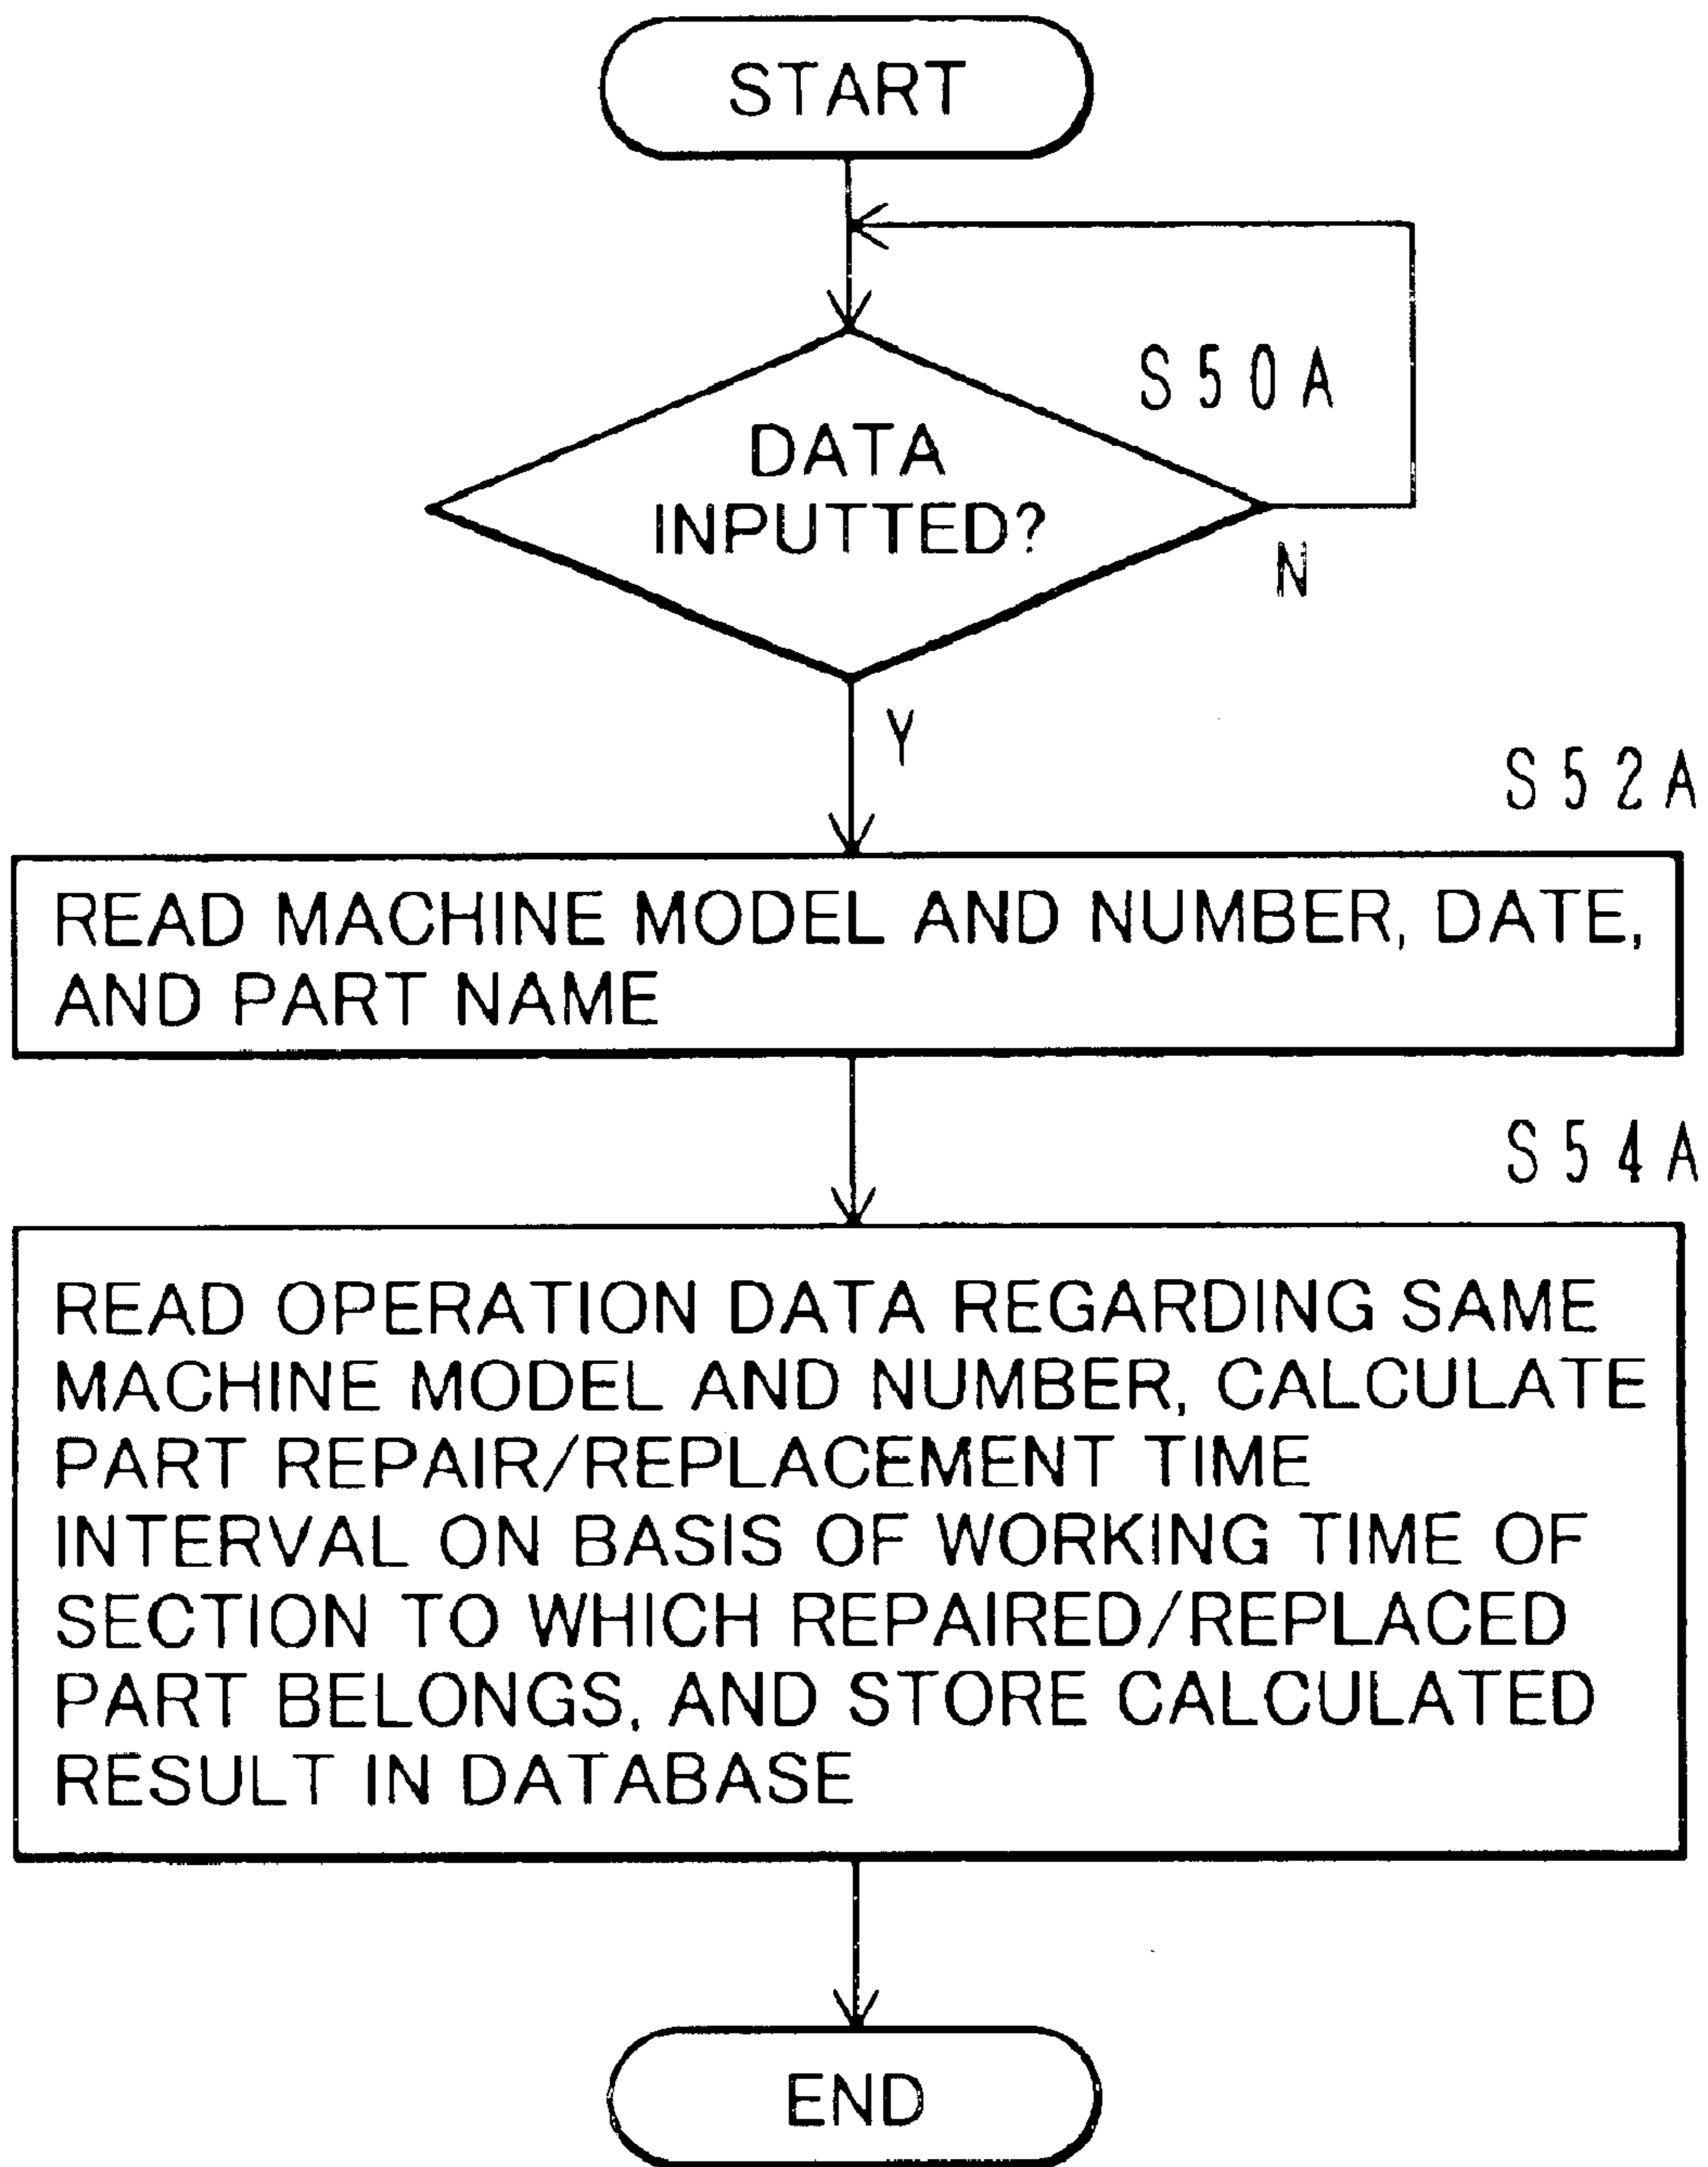 START
S50A
DATA
INPUTTED?
N
Y
S52A
READ MACHINE MODEL AND NUMBER, DATE,
AND PART NAME
S54A
READ OPERATION DATA REGARDING SAME
MACHINE MODEL AND NUMBER, CALCULATE
PART REPAIR/REPLACEMENT TIME
INTERVAL ON BASIS OF WORKING TIME OF
SECTION TO WHICH REPAIRED/REPLACED
PART BELONGS, AND STORE CALCULATED
RESULT IN DATABASE
END